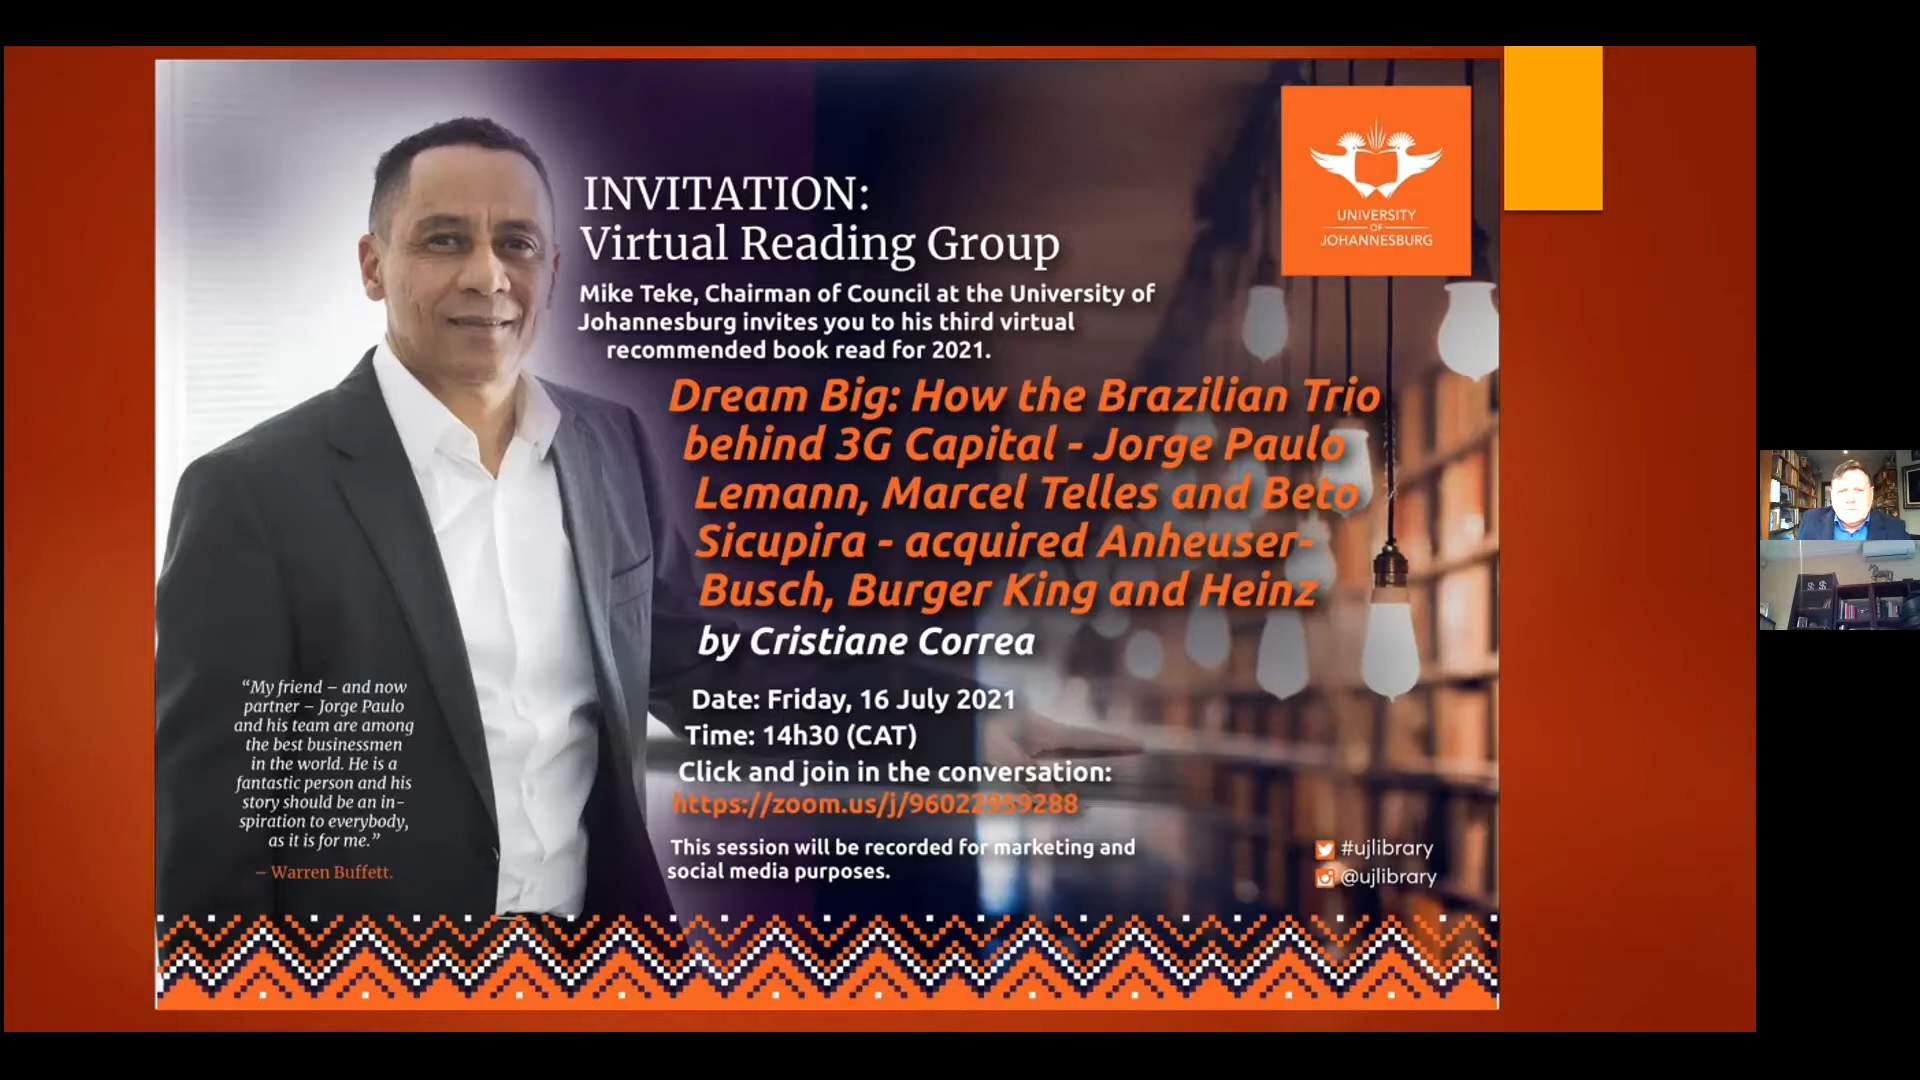 INVITATION:
Virtual Reading Group
Mike Teke, Chairman of Council at the University of
Johannesburg invites you to his third virtual
recommended book read for 2021.
Dream Big: How the Brazilian Trio
behind 3G Capital - Jorge Paulo
Lemann, Marcel Telles and Beto
Sicupira - acquired Anheuser-
Busch, Burger King and Heinz
by Cristiane Correa
Date: Friday, 16 July 2021
Time: 14h30 (CAT)
Click and join in the conversation:
https://zoom.us/j/96022959288
This session will be recorded for marketing and
social media purposes.
“My friend – and now
partner – Jorge Paulo
and his team are among
the best businessmen
in the world. He is a
fantastic person and his
story should be an in-
spiration to everybody,
as it is for me.”
– Warren Buffett.
UNIVERSITY
OF
JOHANNESBURG
#ujlibrary
@ujlibrary